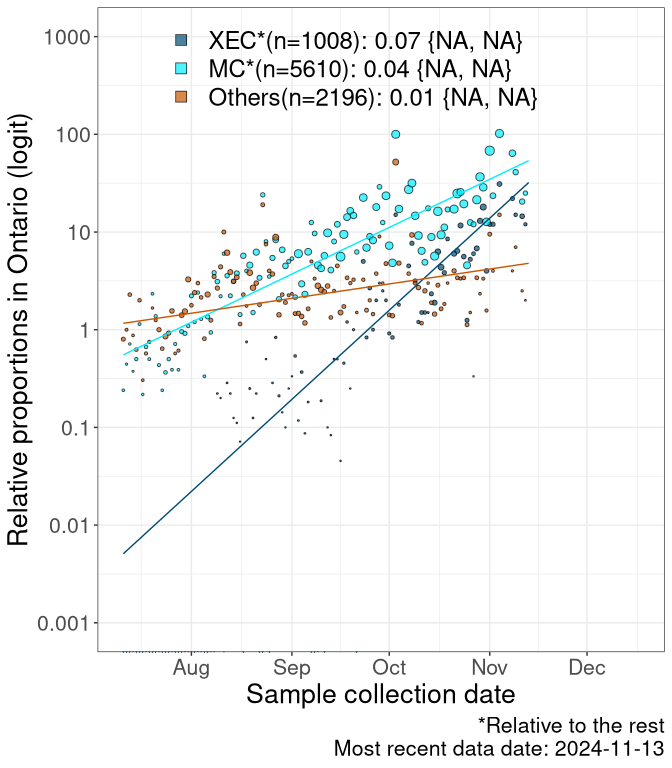 XEC*(n=1008): 0.07 {NA, NA}
MC*(n=5610): 0.04 {NA, NA}
Others(n=2196): 0.01 {NA, NA}
Relative proportions in Ontario (logit)
1000
100
10
1
0.1
0.01
0.001
Aug Sep Oct Nov Dec
Sample collection date
*Relative to the rest
Most recent data date: 2024-11-13